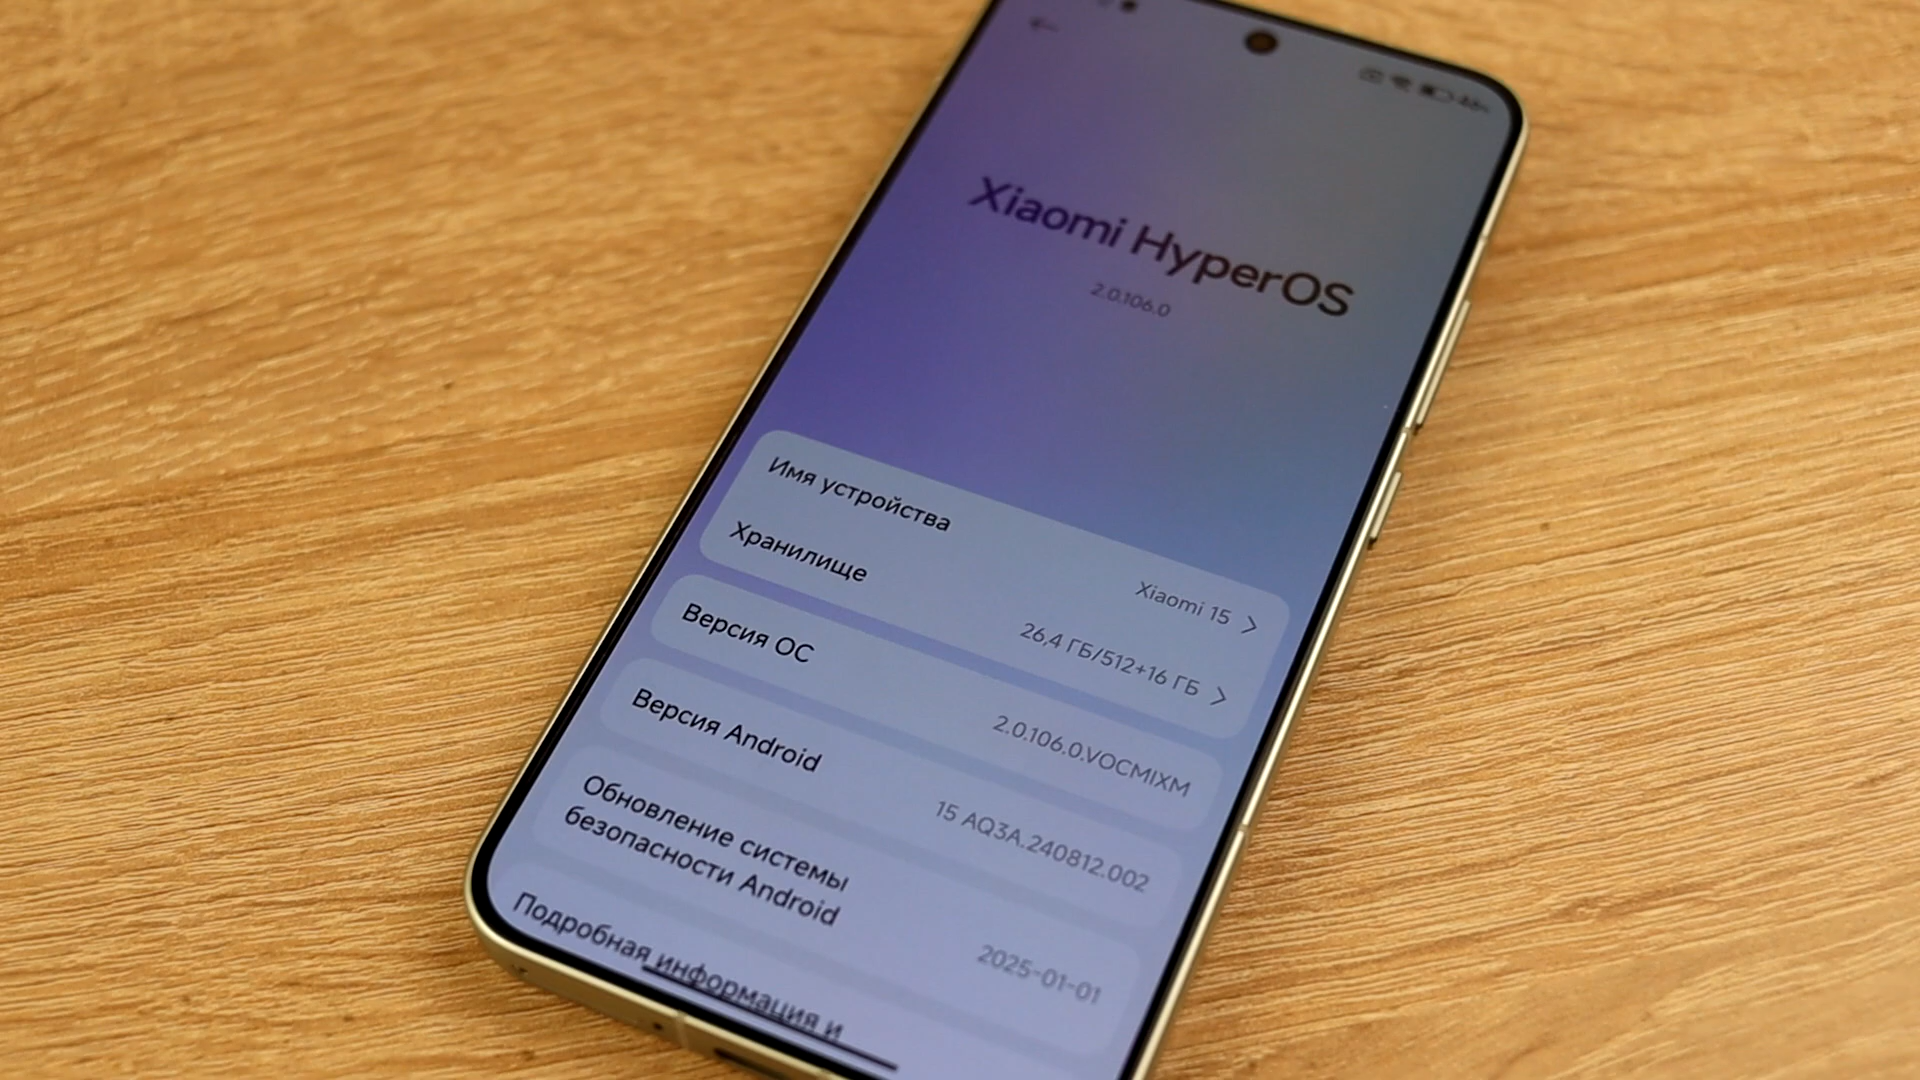 Xiaomi HyperOS
2.0.106.0
Имя устройства
Xiaomi 15
Хранилище
26,4 ГБ/512+16 ГБ
Версия ОС
2.0.106.0.VOCMIXM
Версия Android
15 AQ3A.240812.002
Обновление системы
безопасности Android
2025-01-01
Подробная информация и